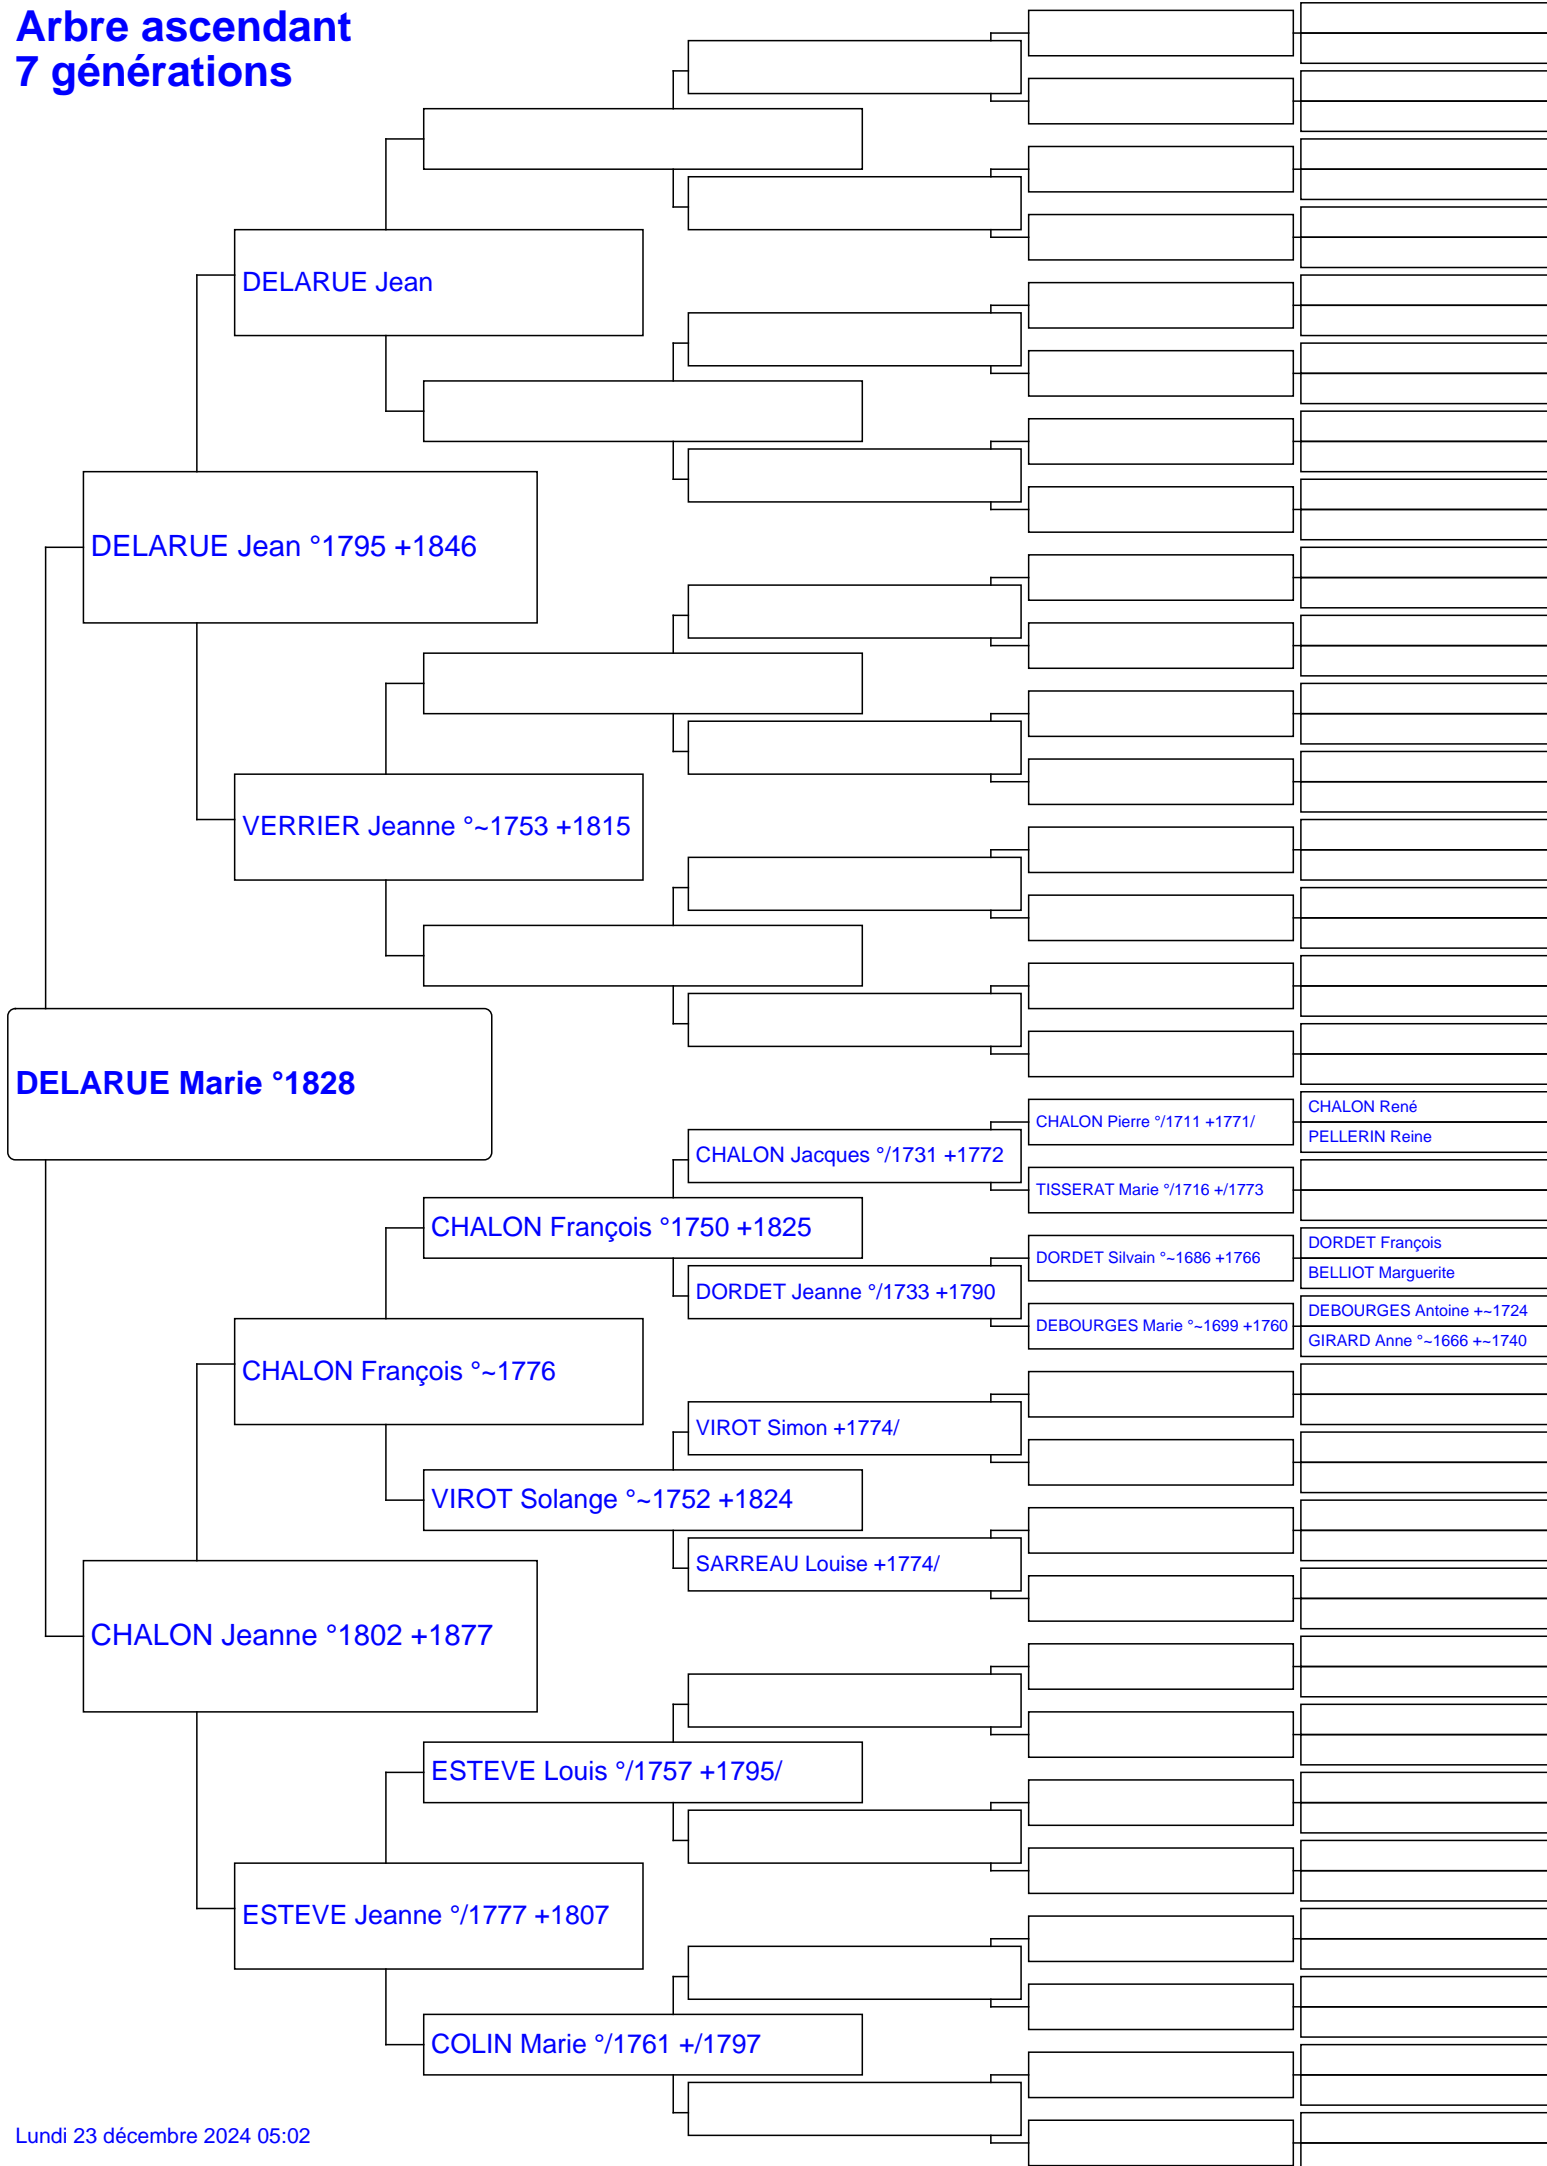 Arbre ascendant
7 générations
DELARUE Jean
DELARUE Jean °1795 +1846
VERRIER Jeanne °~1753 +1815
DELARUE Marie °1828
CHALON René
CHALON Pierre °/1711 +1771/
PELLERIN Reine
CHALON Jacques °/1731 +1772
TISSERAT Marie °/1716 +/1773
CHALON François °1750 +1825
DORDET François
DORDET Silvain °~1686 +1766
BELLIOT Marguerite
DORDET Jeanne °/1733 +1790
DEBOURGES Antoine +~1724
DEBOURGES Marie °~1699 +1760
GIRARD Anne °~1666 +~1740
CHALON François °~1776
VIROT Simon +1774/
VIROT Solange °~1752 +1824
SARREAU Louise +1774/
CHALON Jeanne °1802 +1877
ESTEVE Louis °/1757 +1795/
ESTEVE Jeanne °/1777 +1807
COLIN Marie °/1761 +/1797
Lundi 23 décembre 2024 05:02